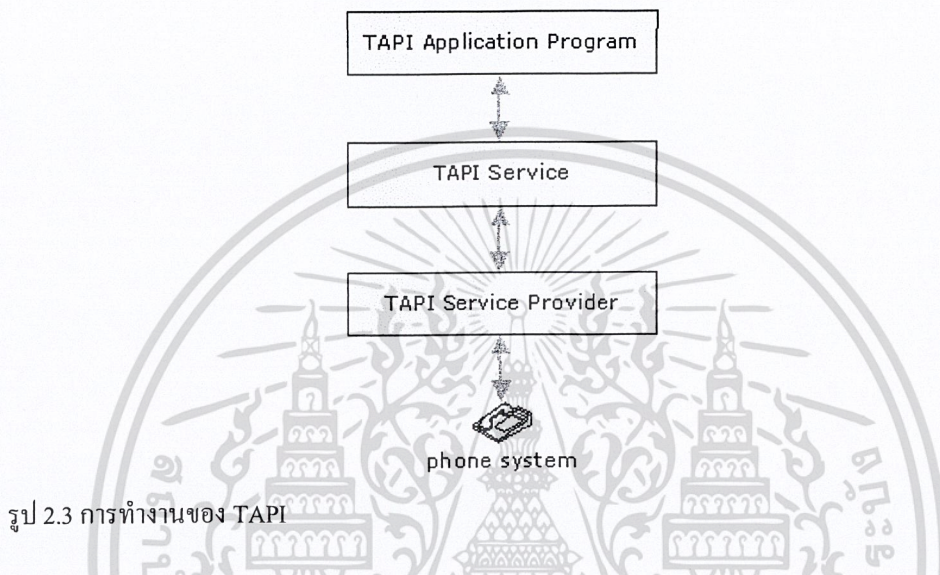 TAPI Application Program
TAPI Service
TAPI Service Provider
phone system
รูป 2.3 การทำงานของ TAPI